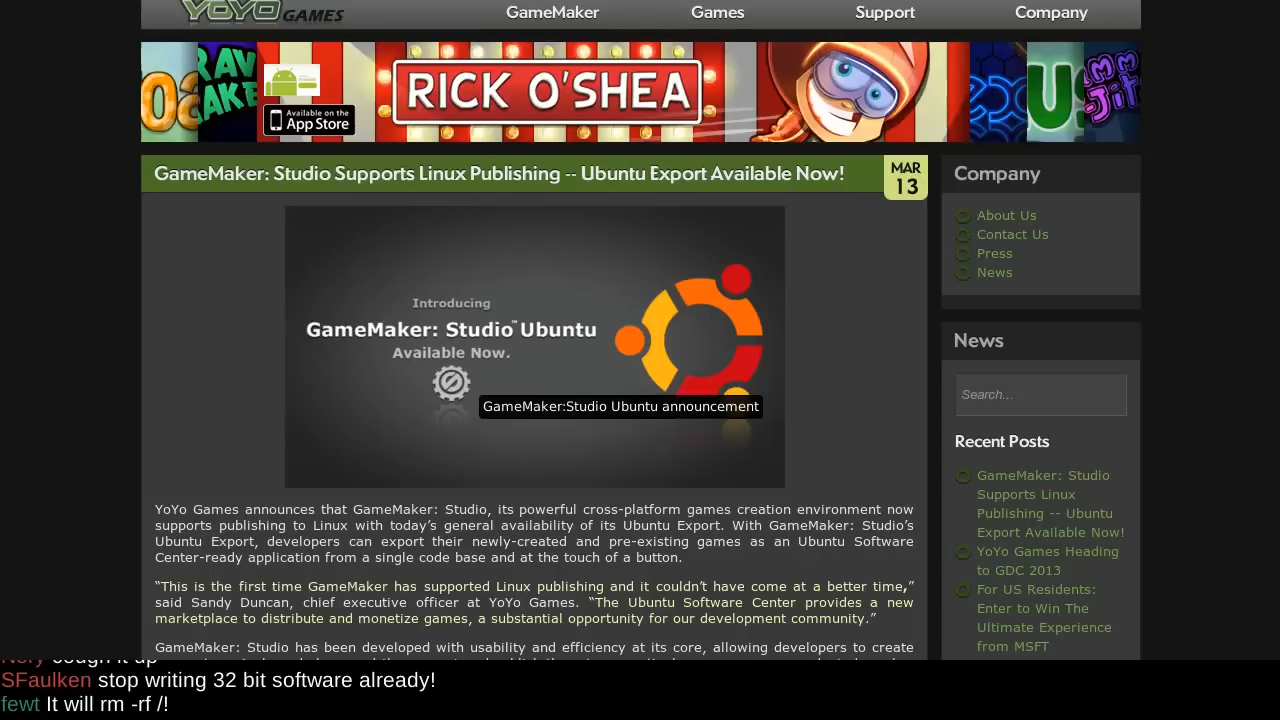 YOYO GAMES
GameMaker Games Support Company
RICK O'SHEA
Available on the
App Store
GameMaker: Studio Supports Linux Publishing -- Ubuntu Export Available Now!
MAR
13
Introducing
GameMaker: Studio™ Ubuntu
Available Now.
GameMaker:Studio Ubuntu announcement
YoYo Games announces that GameMaker: Studio, its powerful cross-platform games creation environment now
supports publishing to Linux with today’s general availability of its Ubuntu Export. With GameMaker: Studio’s
Ubuntu Export, developers can export their newly-created and pre-existing games as an Ubuntu Software
Center-ready application from a single code base and at the touch of a button.
“This is the first time GameMaker has supported Linux publishing and it couldn’t have come at a better time,”
said Sandy Duncan, chief executive officer at YoYo Games. “The Ubuntu Software Center provides a new
marketplace to distribute and monetize games, a substantial opportunity for our development community.”
GameMaker: Studio has been developed with usability and efficiency at its core, allowing developers to create
Company
About Us
Contact Us
Press
News
News
Search...
Recent Posts
GameMaker: Studio
Supports Linux
Publishing -- Ubuntu
Export Available Now!
YoYo Games Heading
to GDC 2013
For US Residents:
Enter to Win The
Ultimate Experience
from MSFT
cough it up
SFaulken stop writing 32 bit software already!
fewt It will rm -rf /!